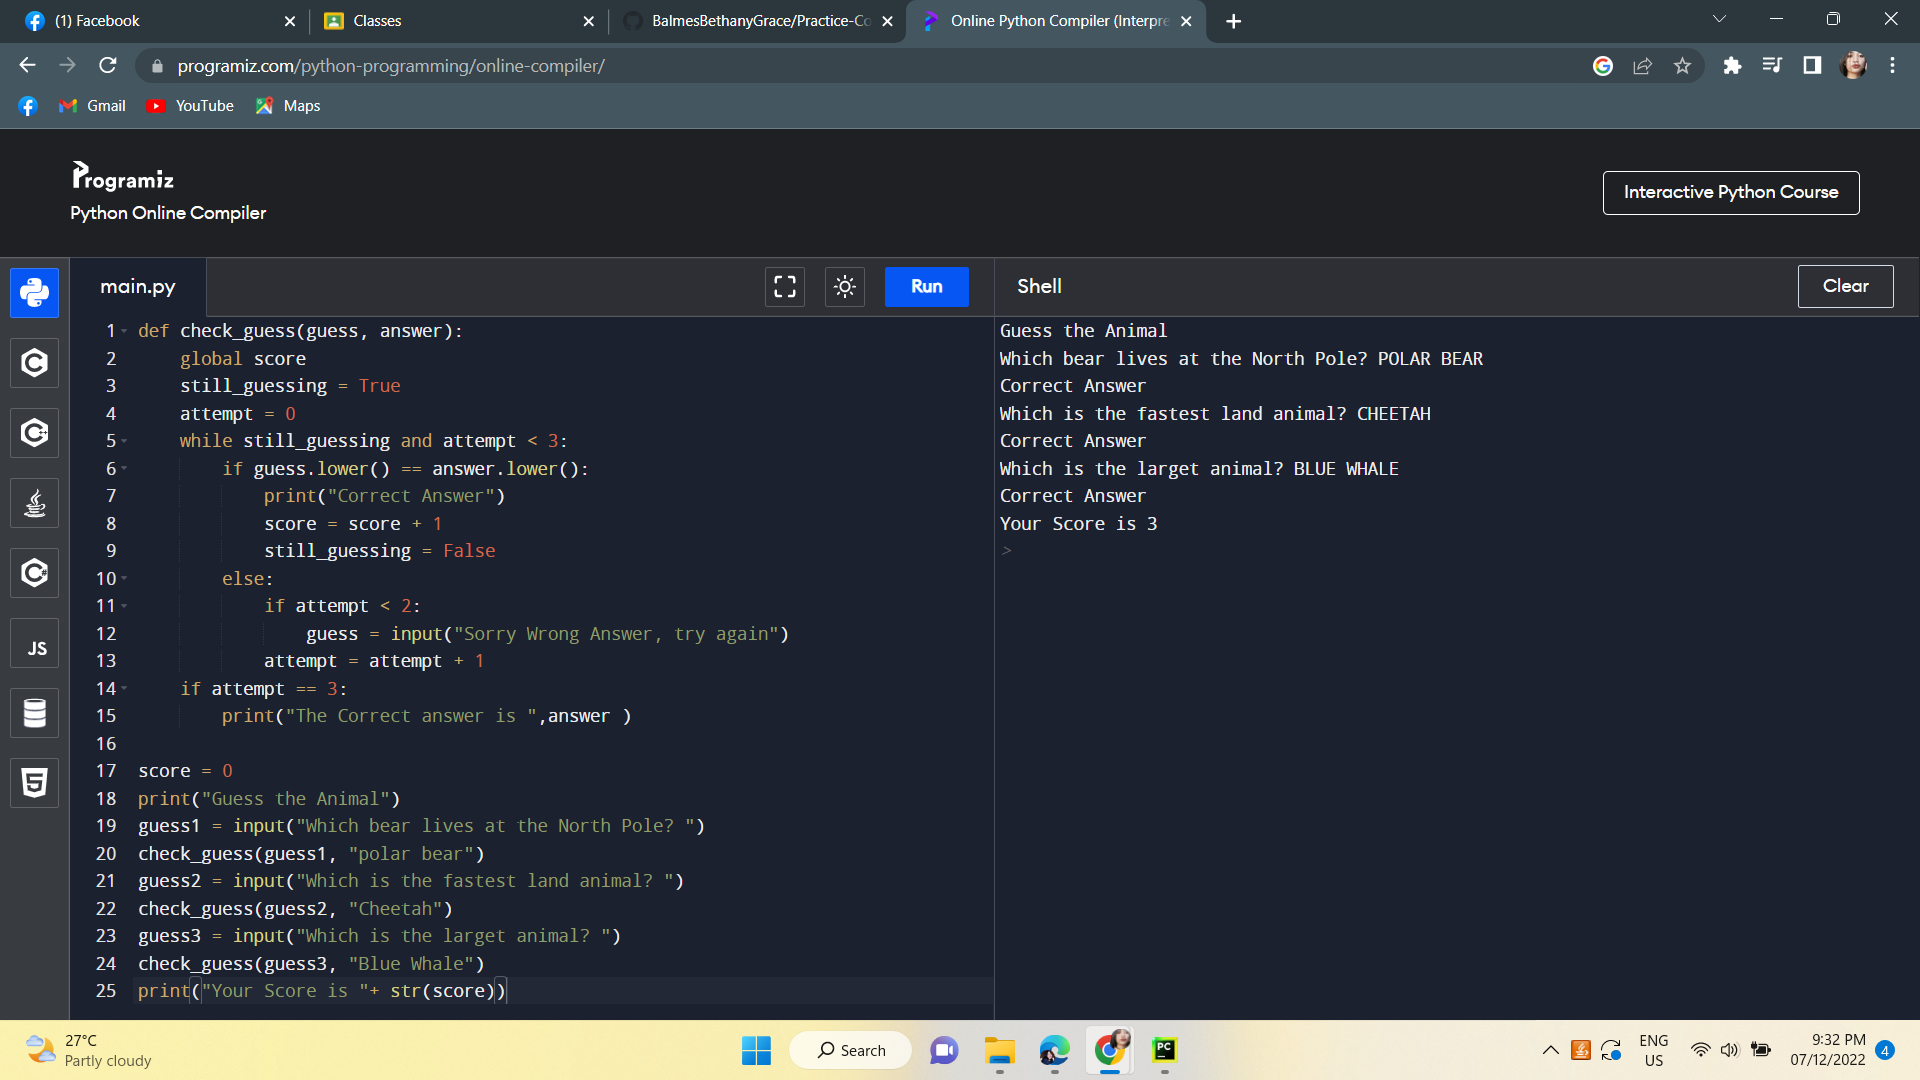 (1) Facebook
Classes
BalmesBethanyGrace/Practice-Co
Online Python Compiler (Interpre
programiz.com/python-programming/online-compiler/
Gmail
YouTube
Maps
Programiz
Python Online Compiler
Interactive Python Course
main.py
Run
Shell
Clear
1 def check_guess(guess, answer):
2     global score
3     still_guessing = True
4     attempt = 0
5     while still_guessing and attempt < 3:
6         if guess.lower() == answer.lower():
7             print("Correct Answer")
8             score = score + 1
9             still_guessing = False
10         else:
11             if attempt < 2:
12                 guess = input("Sorry Wrong Answer, try again")
13             attempt = attempt + 1
14     if attempt == 3:
15         print("The Correct answer is ",answer )
16
17 score = 0
18 print("Guess the Animal")
19 guess1 = input("Which bear lives at the North Pole? ")
20 check_guess(guess1, "polar bear")
21 guess2 = input("Which is the fastest land animal? ")
22 check_guess(guess2, "Cheetah")
23 guess3 = input("Which is the larget animal? ")
24 check_guess(guess3, "Blue Whale")
25 print("Your Score is "+ str(score))
Guess the Animal
Which bear lives at the North Pole? POLAR BEAR
Correct Answer
Which is the fastest land animal? CHEETAH
Correct Answer
Which is the larget animal? BLUE WHALE
Correct Answer
Your Score is 3
>
C
C++
C#
JS
5
27°C
Partly cloudy
Search
PC
ENG
US
9:32 PM
07/12/2022
4